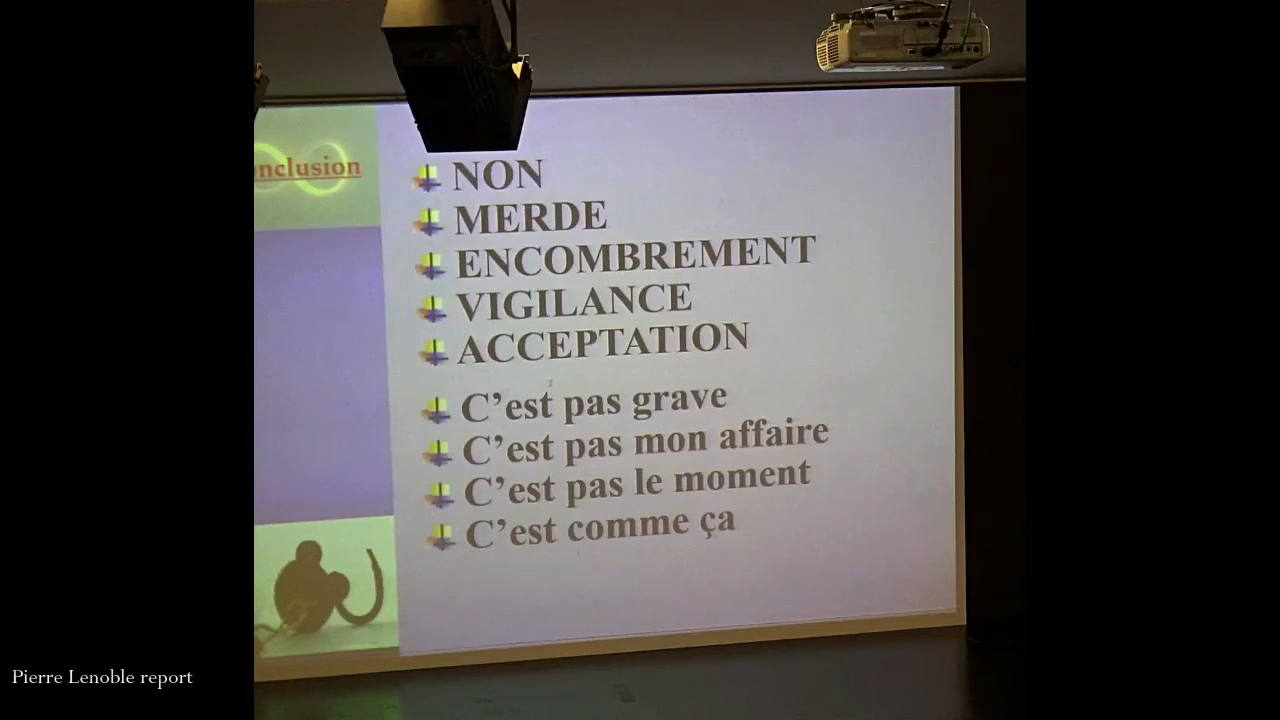 onclusion
NON
MERDE
ENCOMBREMENT
VIGILANCE
ACCEPTATION
C’est pas grave
C’est pas mon affaire
C’est pas le moment
C’est comme ça
Pierre Lenoble report